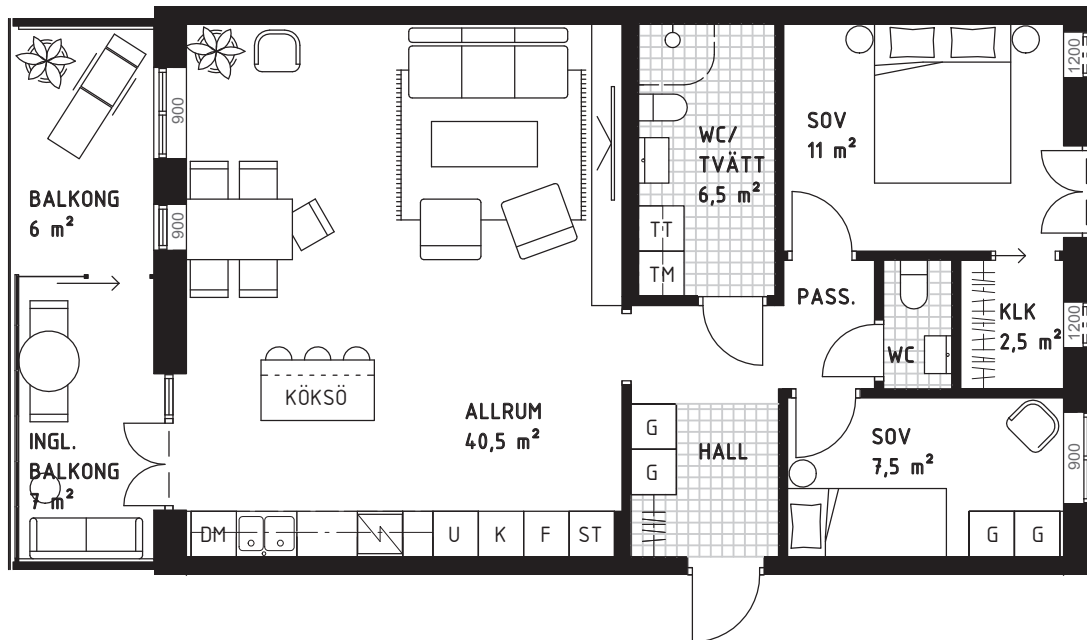 900
BALKONG
6 m²
900
INGL.
BALKONG
7 m²
KÖKSÖ
ALLRUM
40,5 m²
DM
U
K
F
ST
WC/
TVÄTT
6,5 m²
TT
TM
SOV
11 m²
1200
PASS.
WC
KLK
2,5 m²
1200
G
G
HALL
SOV
7,5 m²
900
G
G